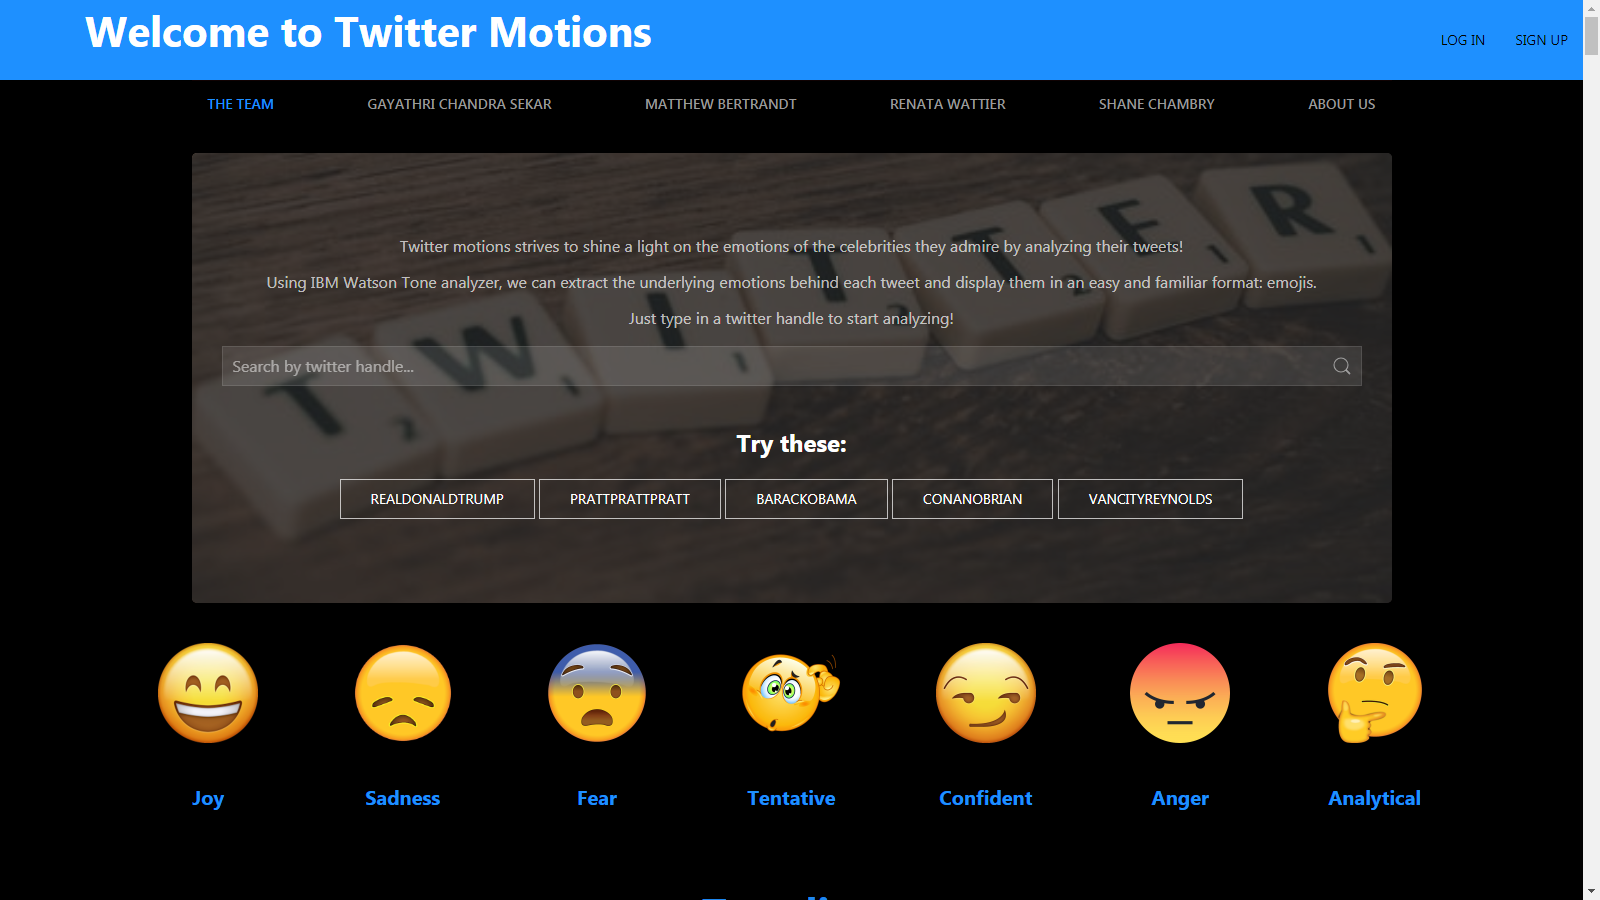 Welcome to Twitter Motions
LOG IN
SIGN UP
THE TEAM
GAYATHRI CHANDRA SEKAR
MATTHEW BERTRANDT
RENATA WATTIER
SHANE CHAMBRY
ABOUT US
TWITTER
Twitter motions strives to shine a light on the emotions of the celebrities they admire by analyzing their tweets!
Using IBM Watson Tone analyzer, we can extract the underlying emotions behind each tweet and display them in an easy and familiar format: emojis.
Just type in a twitter handle to start analyzing!
Search by twitter handle...
Try these:
REALDONALDTRUMP
PRATTPRATTPRATT
BARACKOBAMA
CONANOBRIAN
VANCITYREYNOLDS
Joy
Sadness
Fear
Tentative
Confident
Anger
Analytical